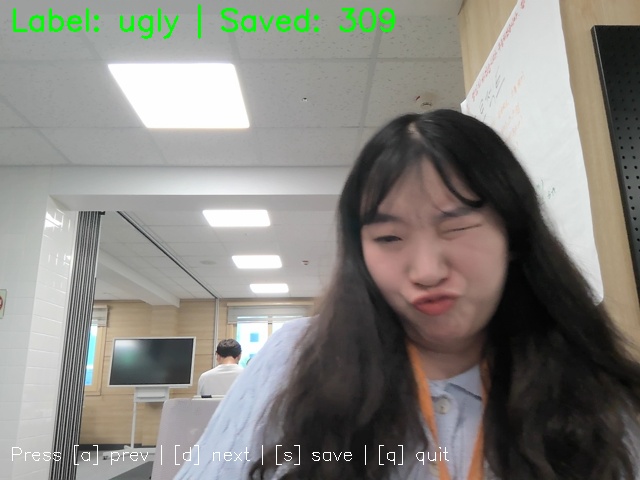 Label: ugly | Saved: 309
Press [a] prev | [d] next | [s] save | [q] quit